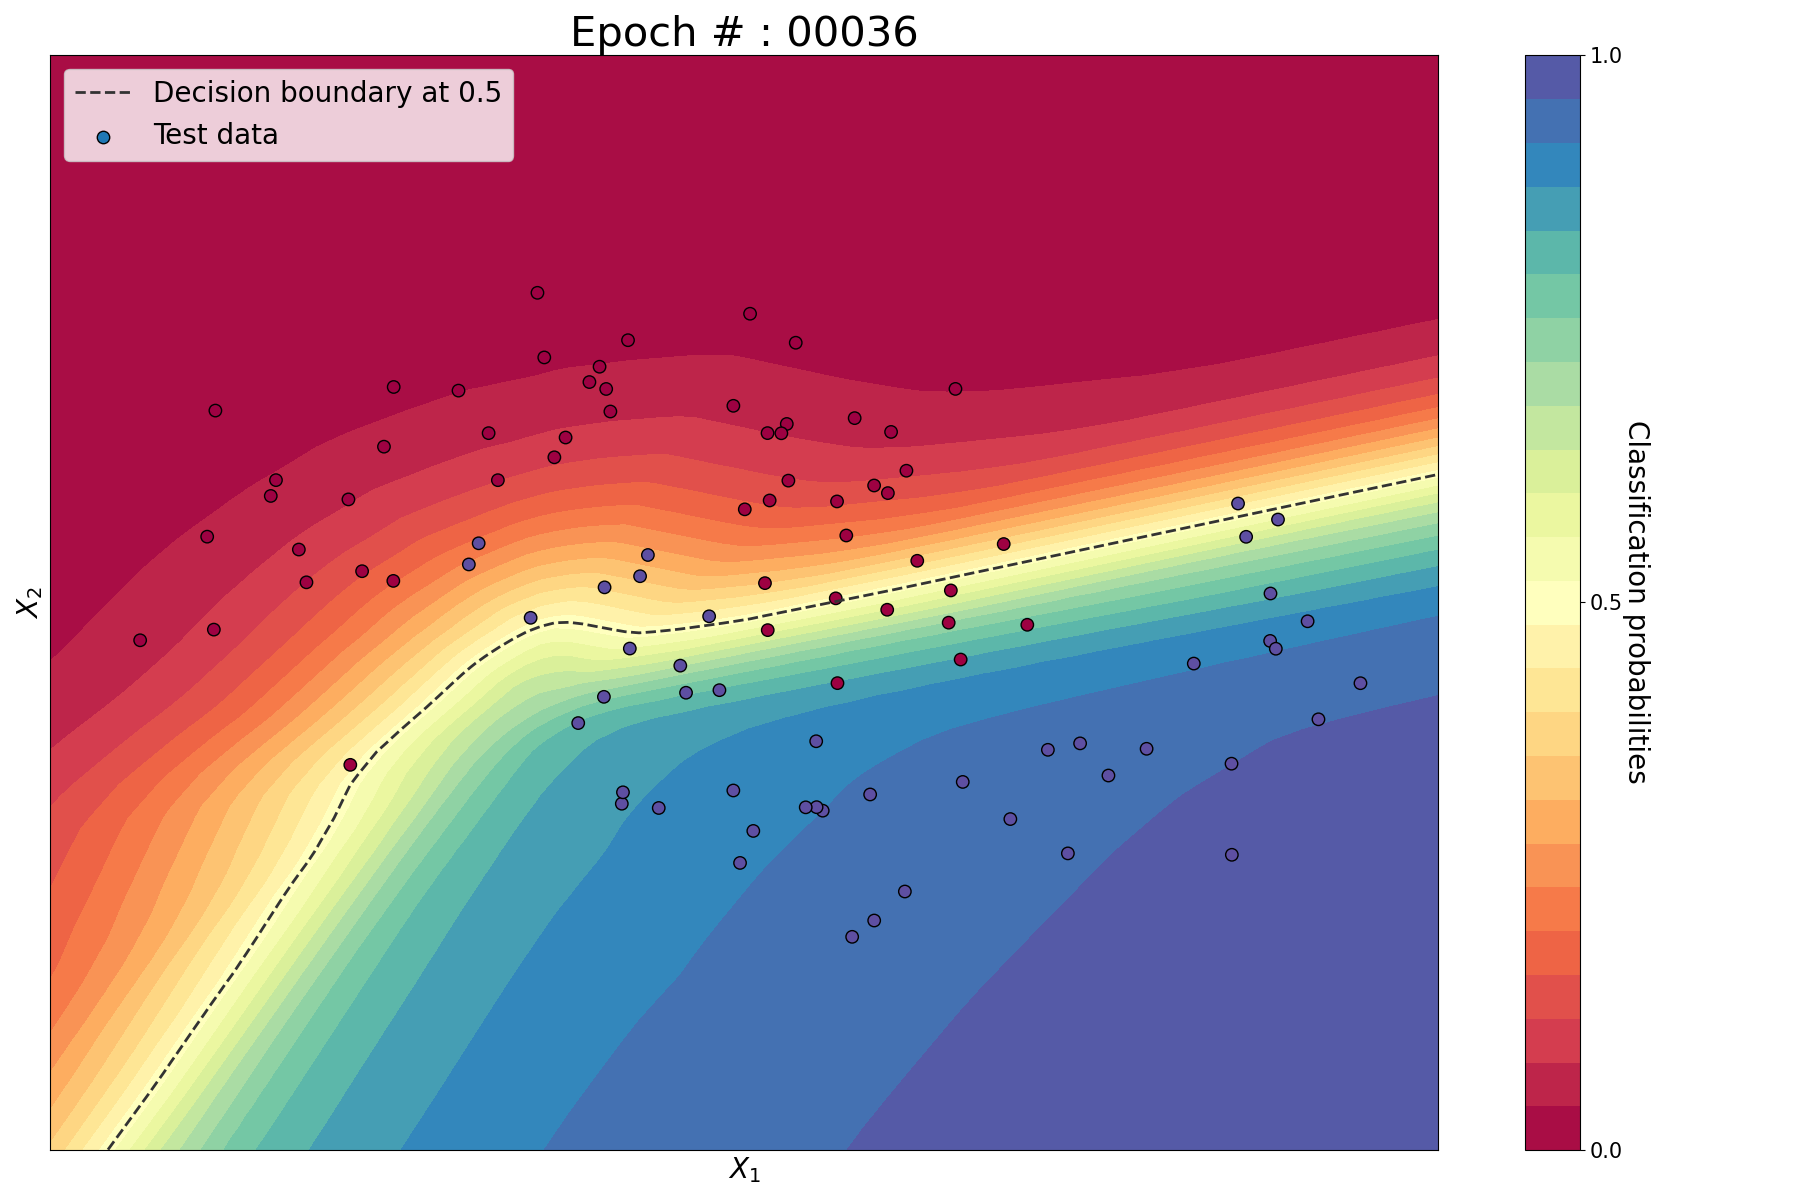 Epoch # : 00036
Decision boundary at 0.5
Test data
X₂
X₁
1.0
0.5
0.0
Classification probabilities